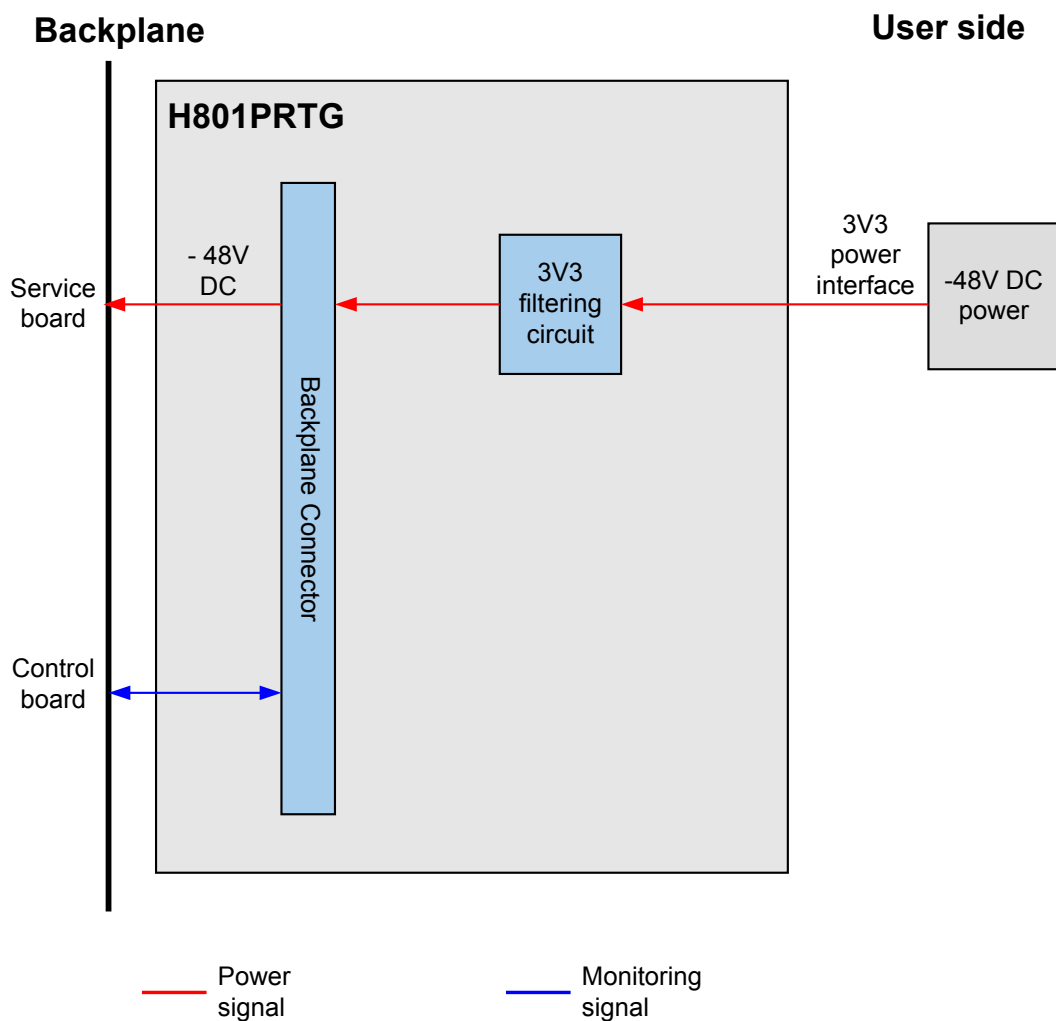 Backplane
User side
H801PRTG
- 48V
DC
Service
board
3V3
filtering
circuit
3V3
power
interface
-48V DC
power
Backplane Connector
Control
board
Power
signal
Monitoring
signal